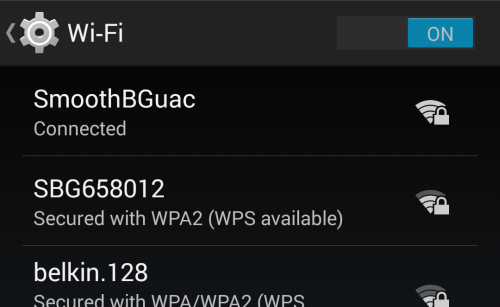 Wi-Fi
ON
SmoothBGuac
Connected
SBG658012
Secured with WPA2 (WPS available)
belkin.128
Secured with WPA/WPA2 (WPS